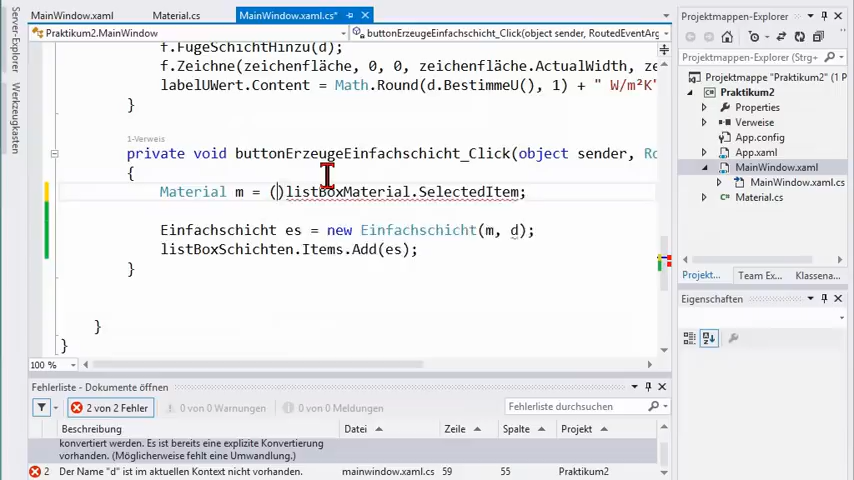 MainWindow.xaml
Material.cs
MainWindow.xaml.cs*
Praktikum2.MainWindow
buttonErzeugeEinfachschicht_Click(object sender, RoutedEventArg
f.FugeSchichtHinzu(d);
f.Zeichne(zeichenfläche, 0, 0, zeichenfläche.ActualWidth, zei
labelUWert.Content = Math.Round(d.BestimmeU(), 1) + " W/m²K"
}
1-Verweis
private void buttonErzeugeEinfachschicht_Click(object sender, Ro
{
Material m = ()listBoxMaterial.SelectedItem;
Einfachschicht es = new Einfachschicht(m, d);
listBoxSchichten.Items.Add(es);
}
}
}
100 %
Fehlerliste - Dokumente öffnen
2 von 2 Fehler
0 von 0 Warnungen
0 von 0 Meldungen
Fehlerliste durchsuchen
Beschreibung
Datei
Zeile
Spalte
Projekt
konvertiert werden. Es ist bereits eine explizite Konvertierung
vorhanden. (Möglicherweise fehlt eine Umwandlung.)
2 Der Name "d" ist im aktuellen Kontext nicht vorhanden.
mainwindow.xaml.cs
59
55
Praktikum2
Server-Explorer
Werkzeugkasten
Projektmappen-Explorer
Projektmappen-Explorer (Strg+
Projektmappe "Praktikum2" (
Praktikum2
Properties
Verweise
App.config
App.xaml
MainWindow.xaml
MainWindow.xaml.cs
Material.cs
Projekt...
Team Ex...
Klassena...
Eigenschaften